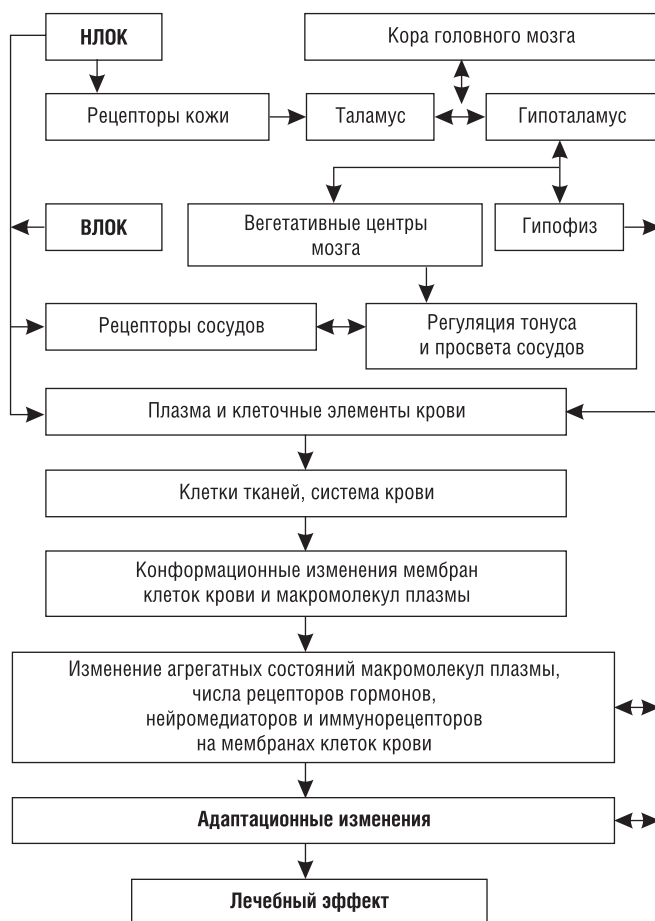 НЛОК
Кора головного мозга
Рецепторы кожи
Таламус
Гипоталамус
ВЛОК
Вегетативные центры
мозга
Гипофиз
Рецепторы сосудов
Регуляция тонуса
и просвета сосудов
Плазма и клеточные элементы крови
Клетки тканей, система крови
Конформационные изменения мембран
клеток крови и макромолекул плазмы
Изменение агрегатных состояний макромолекул плазмы,
числа рецепторов гормонов,
нейромедиаторов и иммунорецепторов
на мембранах клеток крови
Адаптационные изменения
Лечебный эффект